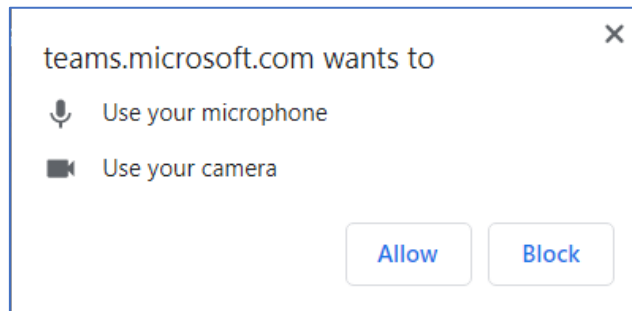 teams.microsoft.com wants to
Use your microphone
Use your camera
Allow
Block